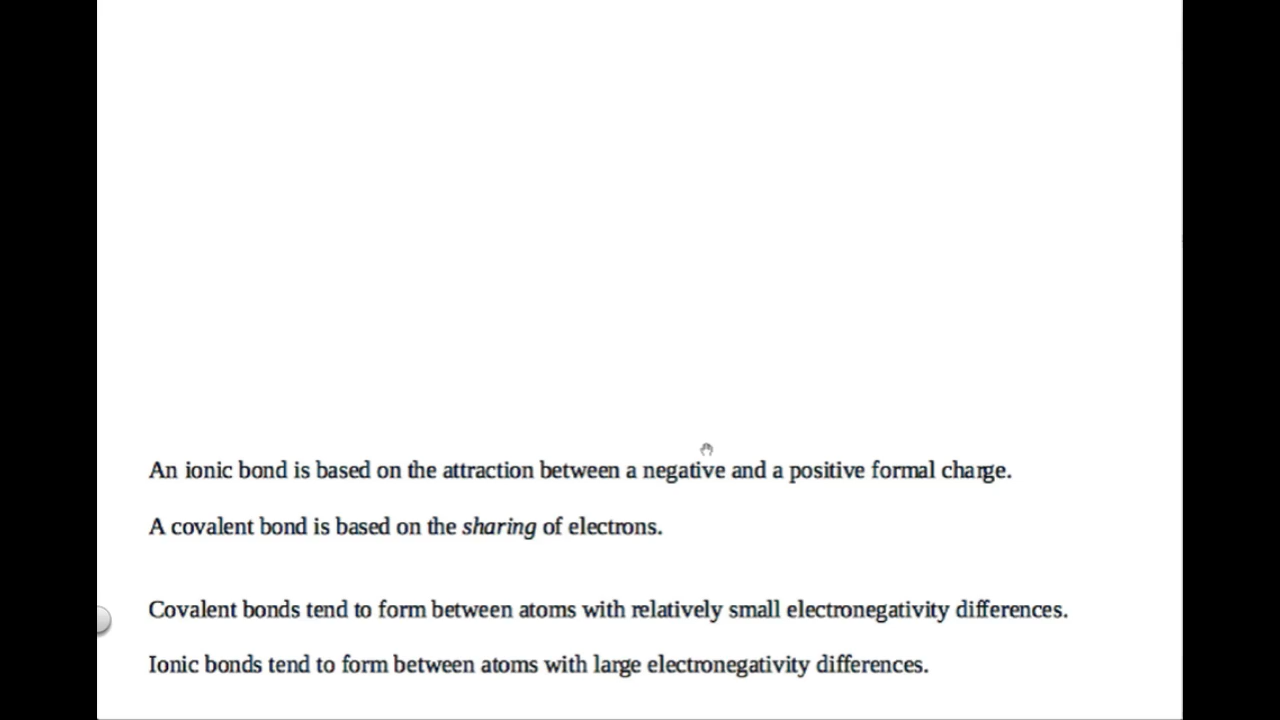 An ionic bond is based on the attraction between a negative and a positive formal charge.
A covalent bond is based on the sharing of electrons.
Covalent bonds tend to form between atoms with relatively small electronegativity differences.
Ionic bonds tend to form between atoms with large electronegativity differences.